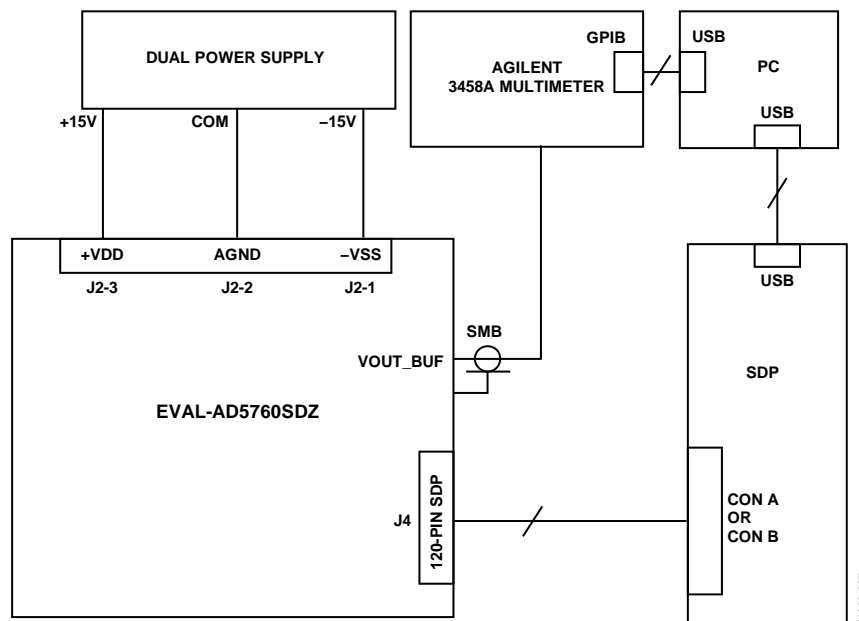 DUAL POWER SUPPLY
+15V
COM
–15V
AGILENT
3458A MULTIMETER
GPIB
USB
PC
USB
+VDD
AGND
–VSS
J2-3
J2-2
J2-1
USB
SMB
VOUT_BUF
SDP
EVAL-AD5760SDZ
J4
120-PIN SDP
CON A
OR
CON B